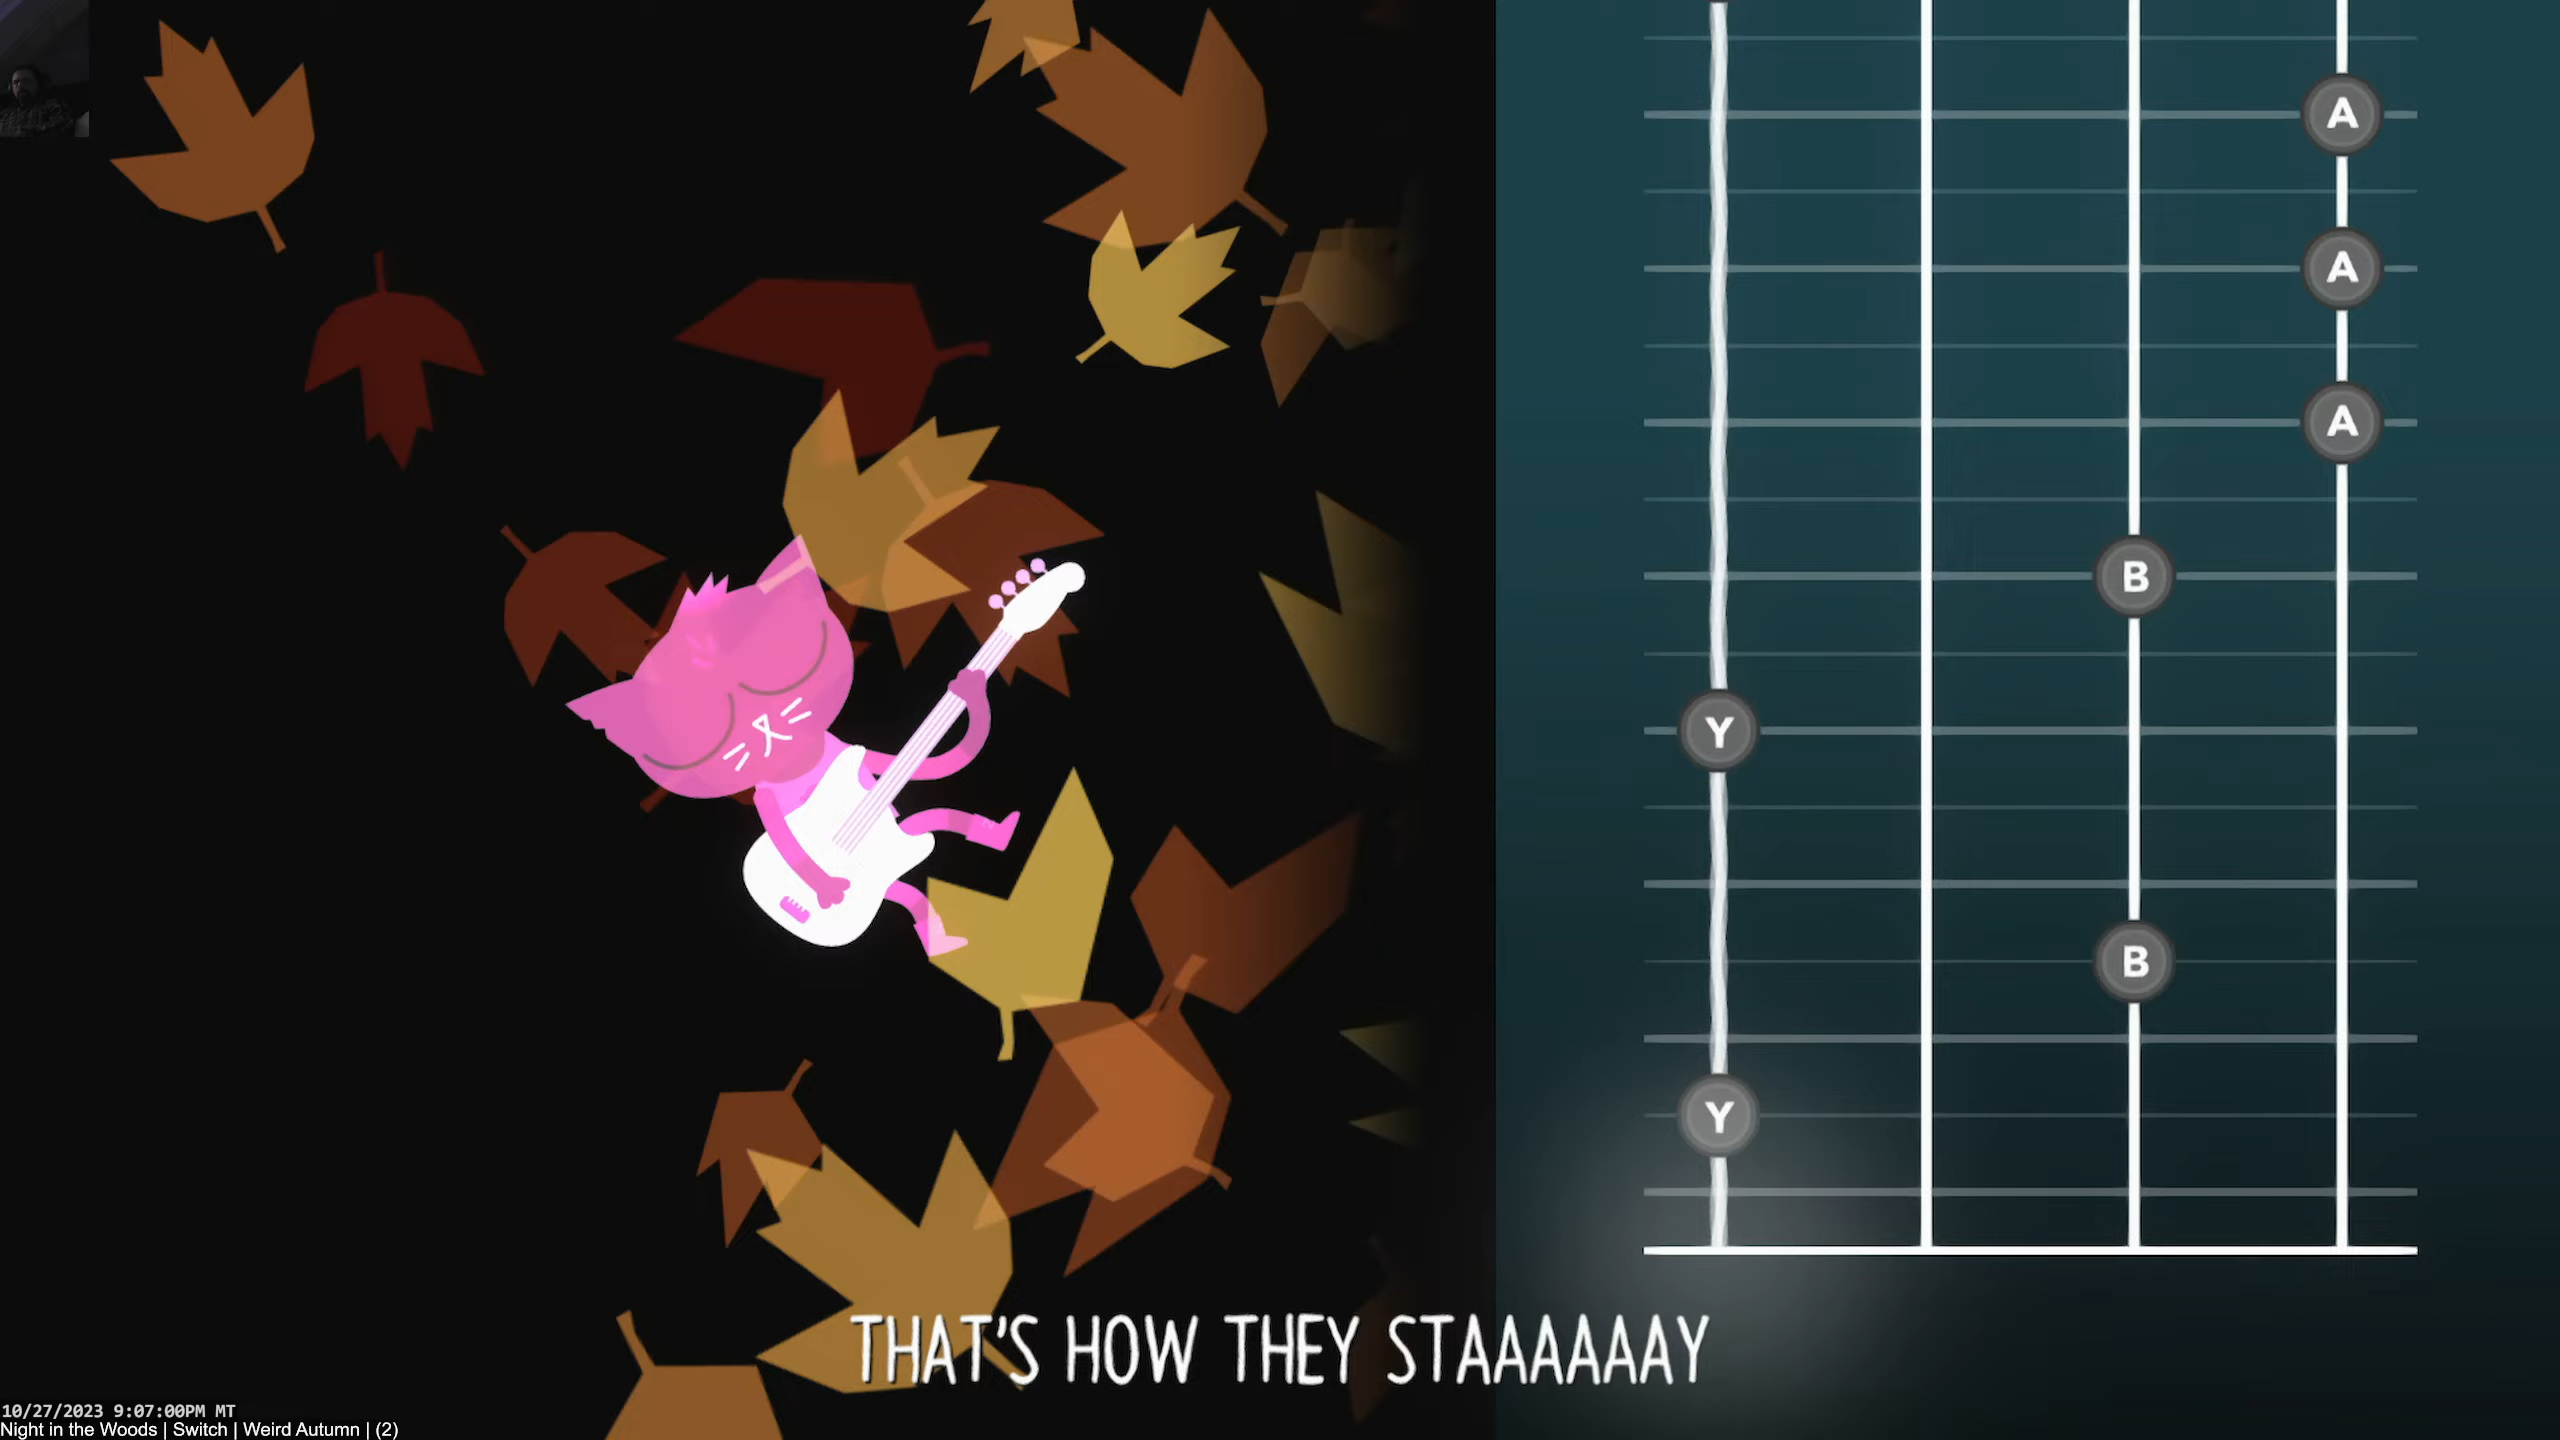 A
A
A
B
Y
B
Y
THAT'S HOW THEY STAAAAAAY
10/27/2023 9:07:00PM MT
Night in the Woods | Switch | Weird Autumn | (2)